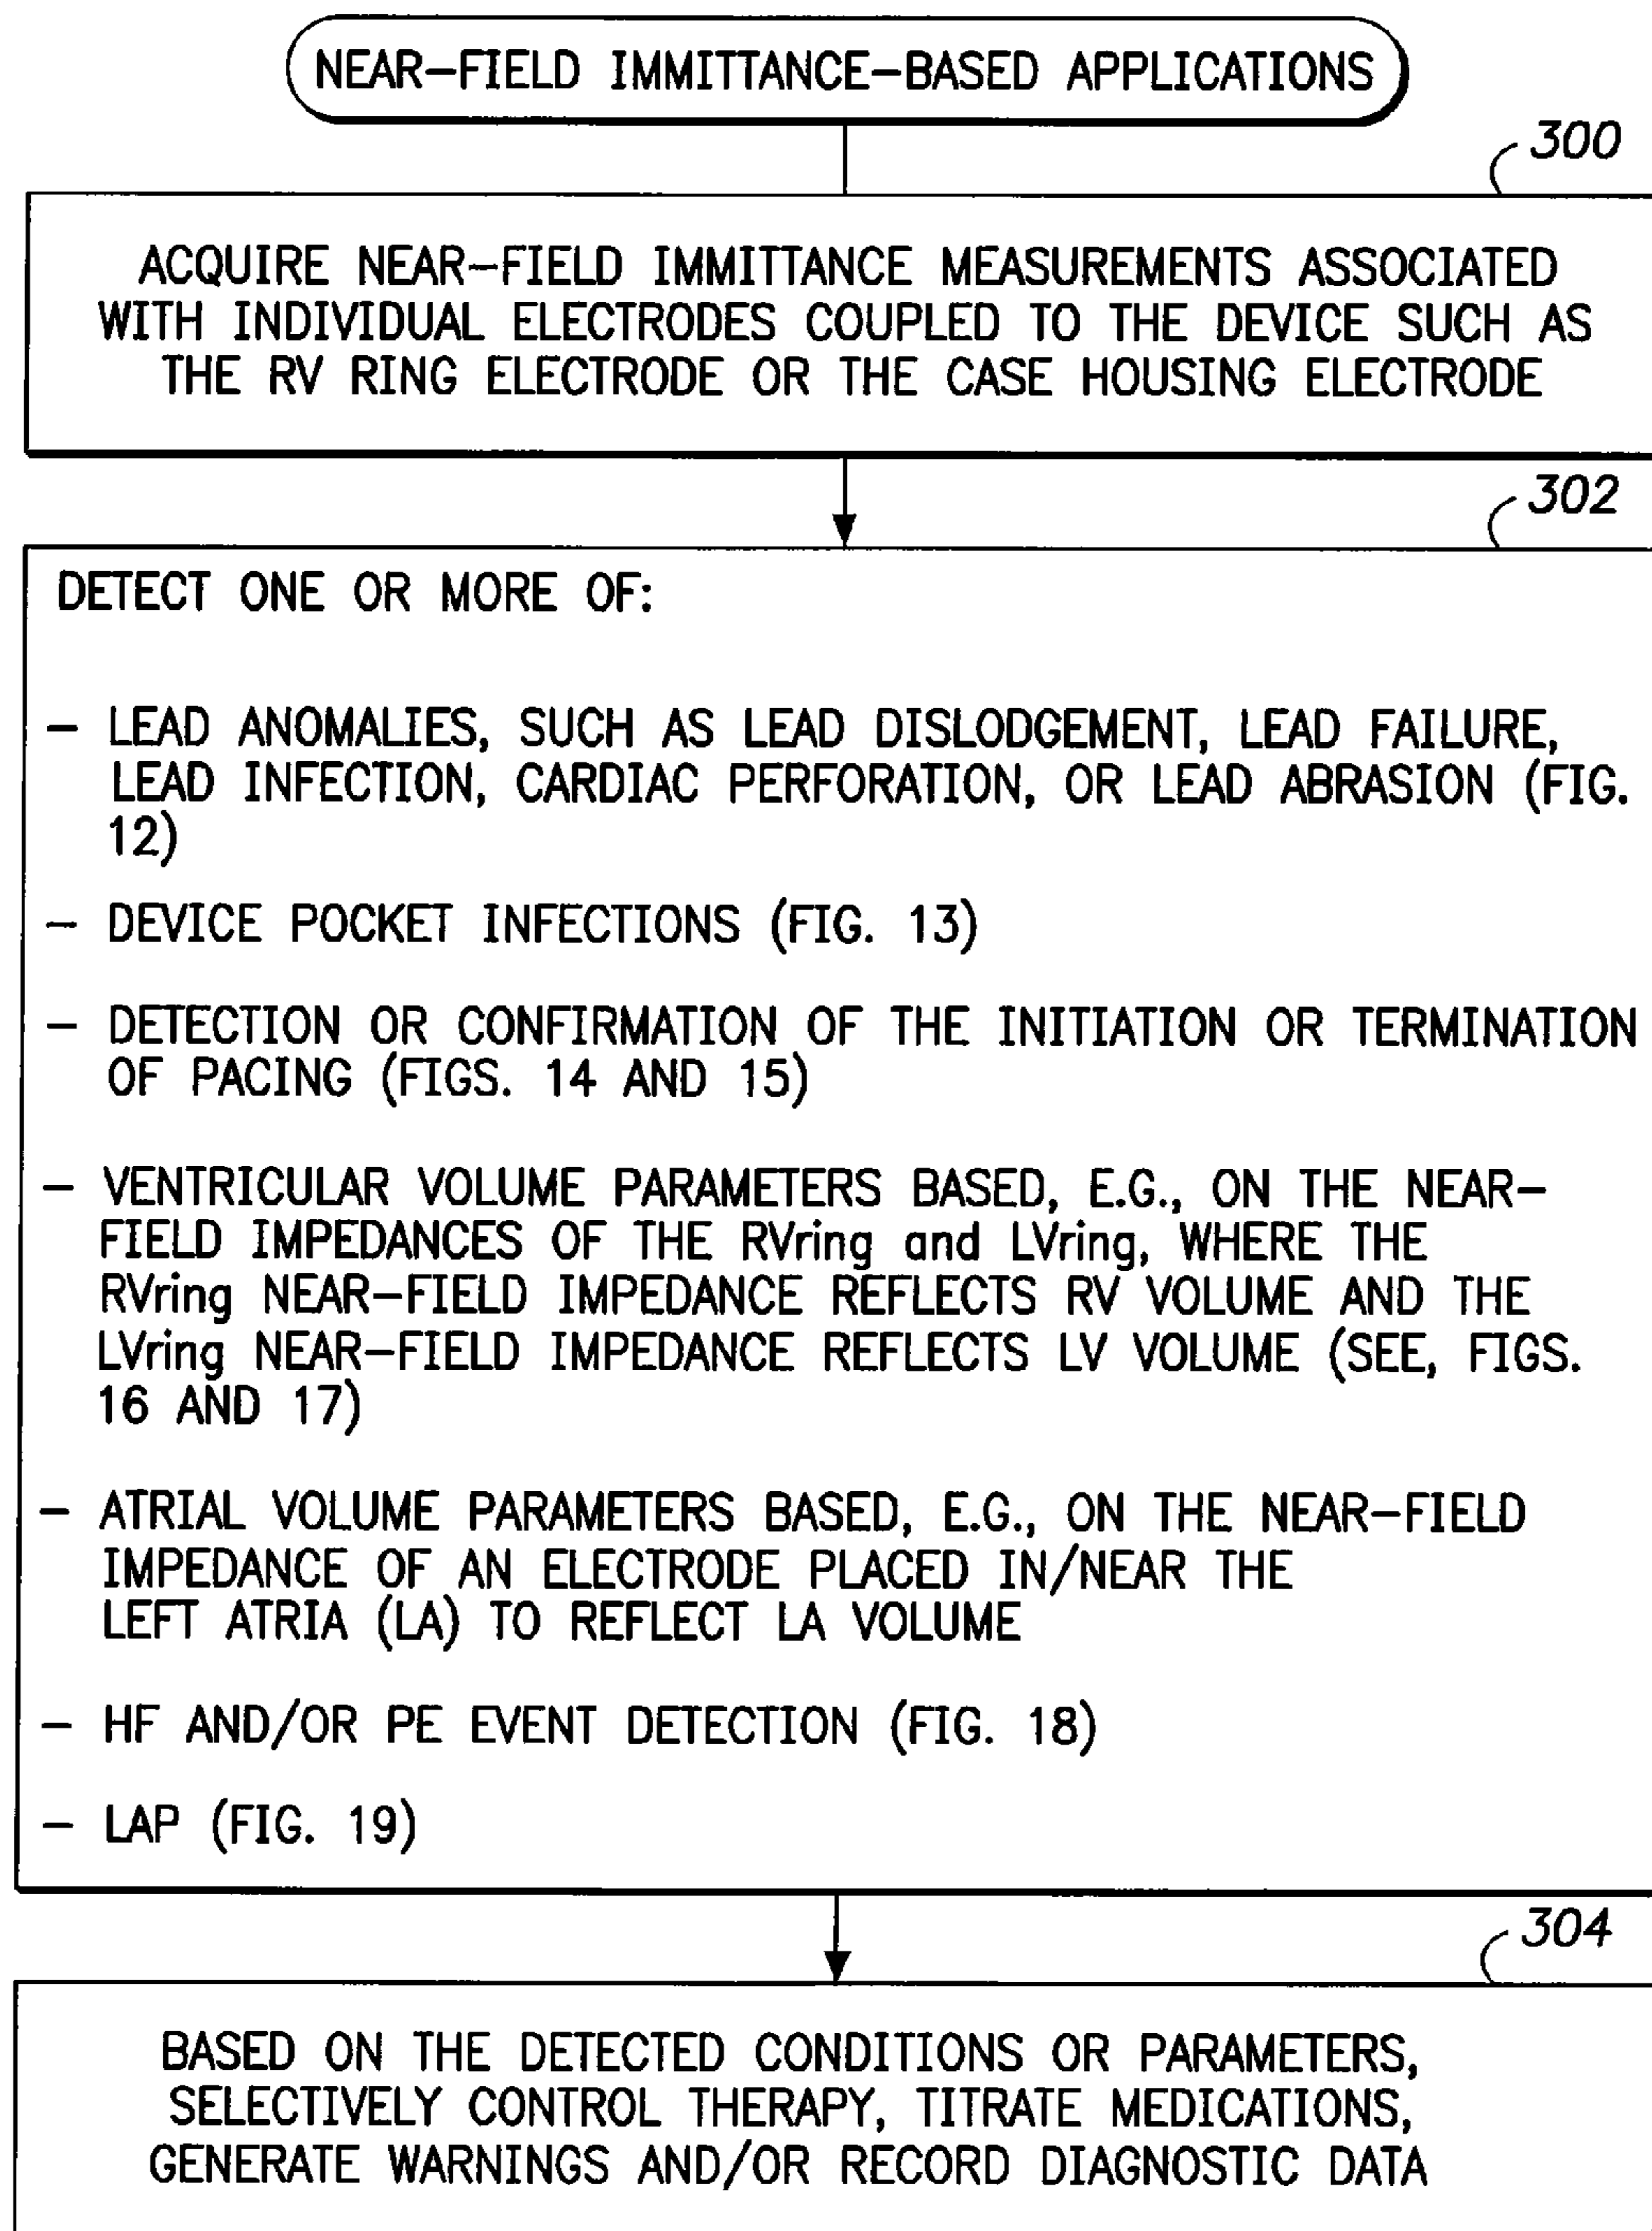 NEAR-FIELD IMMITTANCE-BASED APPLICATIONS
300
ACQUIRE NEAR-FIELD IMMITTANCE MEASUREMENTS ASSOCIATED
WITH INDIVIDUAL ELECTRODES COUPLED TO THE DEVICE SUCH AS
THE RV RING ELECTRODE OR THE CASE HOUSING ELECTRODE
302
DETECT ONE OR MORE OF:
- LEAD ANOMALIES, SUCH AS LEAD DISLODGEMENT, LEAD FAILURE,
LEAD INFECTION, CARDIAC PERFORATION, OR LEAD ABRASION (FIG.
12)
- DEVICE POCKET INFECTIONS (FIG. 13)
- DETECTION OR CONFIRMATION OF THE INITIATION OR TERMINATION
OF PACING (FIGS. 14 AND 15)
- VENTRICULAR VOLUME PARAMETERS BASED, E.G., ON THE NEAR-
FIELD IMPEDANCES OF THE RVring and LVring, WHERE THE
RVring NEAR-FIELD IMPEDANCE REFLECTS RV VOLUME AND THE
LVring NEAR-FIELD IMPEDANCE REFLECTS LV VOLUME (SEE, FIGS.
16 AND 17)
- ATRIAL VOLUME PARAMETERS BASED, E.G., ON THE NEAR-FIELD
IMPEDANCE OF AN ELECTRODE PLACED IN/NEAR THE
LEFT ATRIA (LA) TO REFLECT LA VOLUME
- HF AND/OR PE EVENT DETECTION (FIG. 18)
- LAP (FIG. 19)
304
BASED ON THE DETECTED CONDITIONS OR PARAMETERS,
SELECTIVELY CONTROL THERAPY, TITRATE MEDICATIONS,
GENERATE WARNINGS AND/OR RECORD DIAGNOSTIC DATA